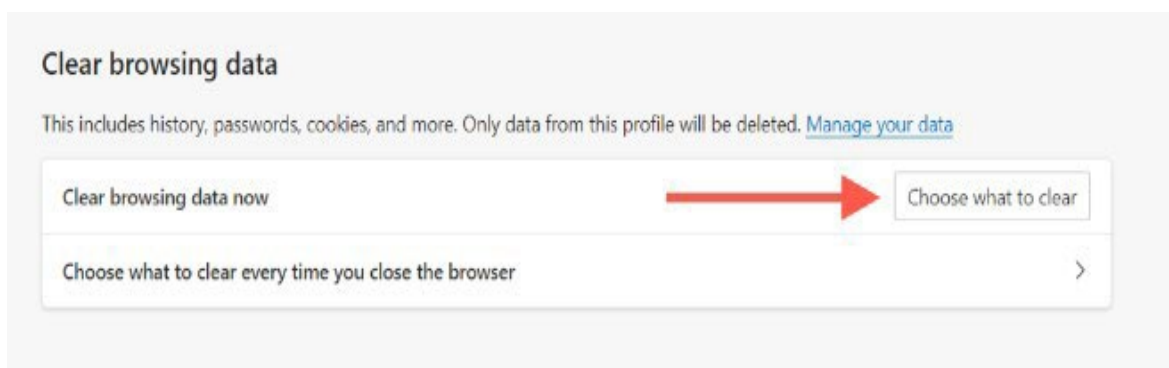 Clear browsing data
This includes history, passwords, cookies, and more. Only data from this profile will be deleted. Manage your data
Clear browsing data now
Choose what to clear
Choose what to clear every time you close the browser